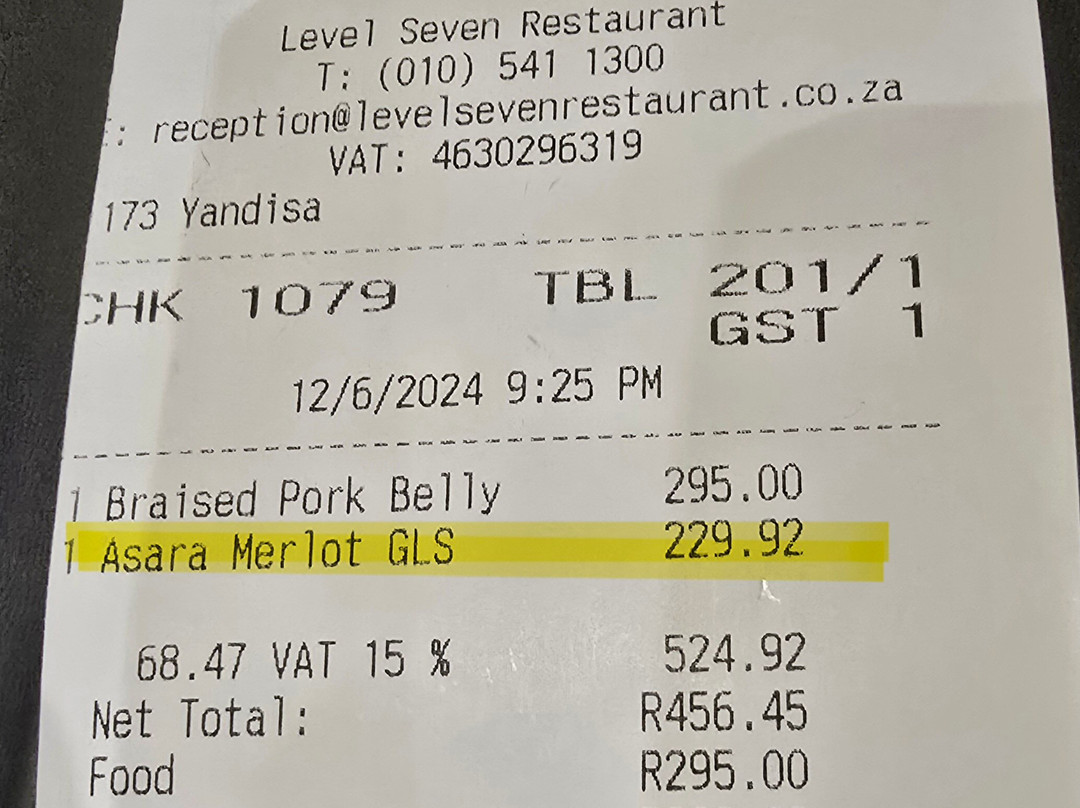 Level Seven Restaurant
T: (010) 541 1300
: reception@levelsevenrestaurant.co.za
VAT: 4630296319
173 Yandisa
CHK 1079 TBL 201/1
GST 1
12/6/2024 9:25 PM
1 Braised Pork Belly 295.00
1 Asara Merlot GLS 229.92
68.47 VAT 15 % 524.92
Net Total: R456.45
Food R295.00